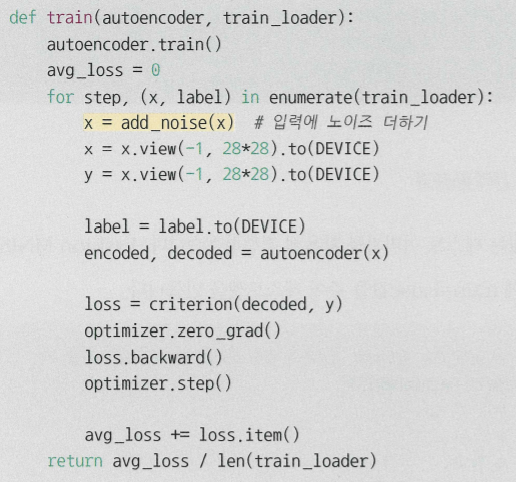 def train(autoencoder, train_loader):
    autoencoder.train()
    avg_loss = 0
    for step, (x, label) in enumerate(train_loader):
        x = add_noise(x)  # 입력에 노이즈 더하기
        x = x.view(-1, 28*28).to(DEVICE)
        y = x.view(-1, 28*28).to(DEVICE)

        label = label.to(DEVICE)
        encoded, decoded = autoencoder(x)

        loss = criterion(decoded, y)
        optimizer.zero_grad()
        loss.backward()
        optimizer.step()

        avg_loss += loss.item()
    return avg_loss / len(train_loader)